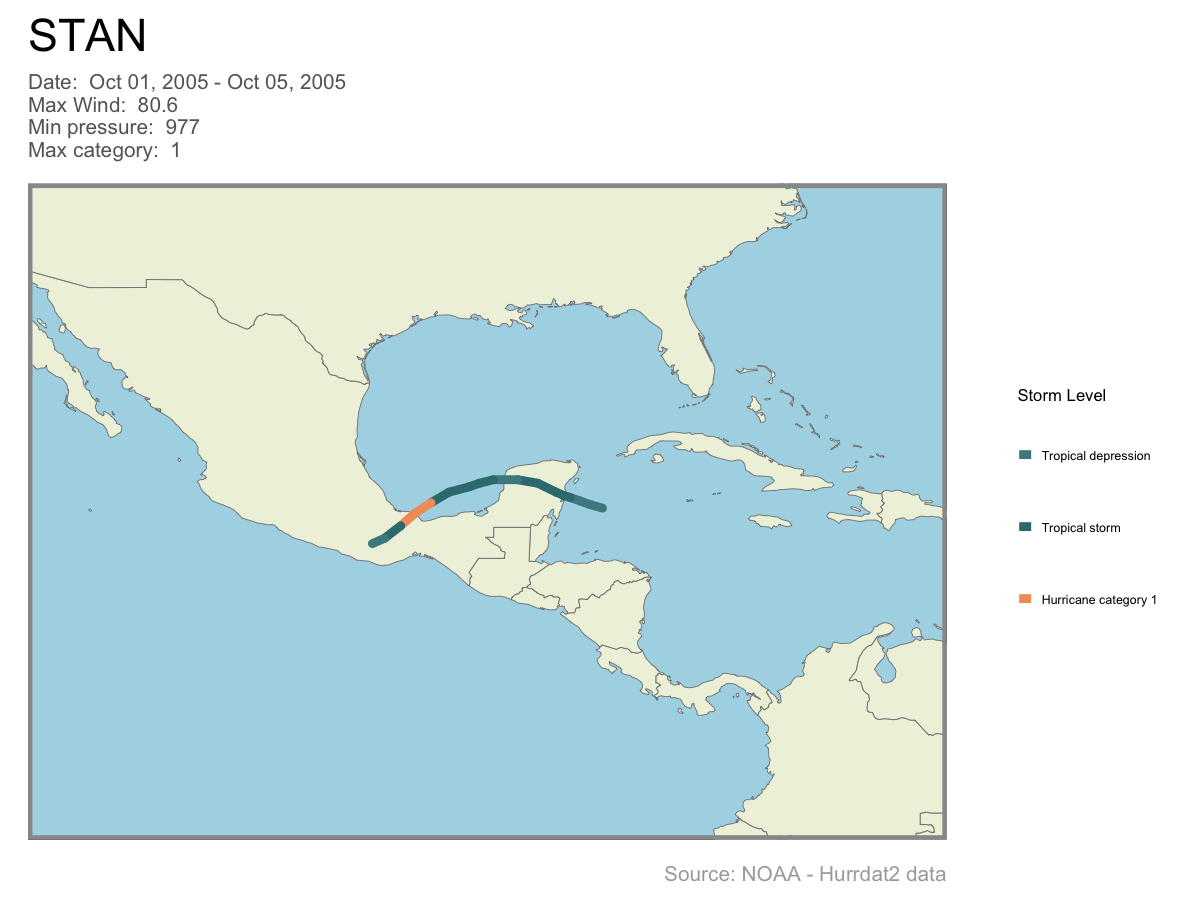 STAN
Date:  Oct 01, 2005 - Oct 05, 2005
Max Wind:  80.6
Min pressure:  977
Max category:  1
Storm Level
Tropical depression
Tropical storm
Hurricane category 1
Source: NOAA - Hurrdat2 data